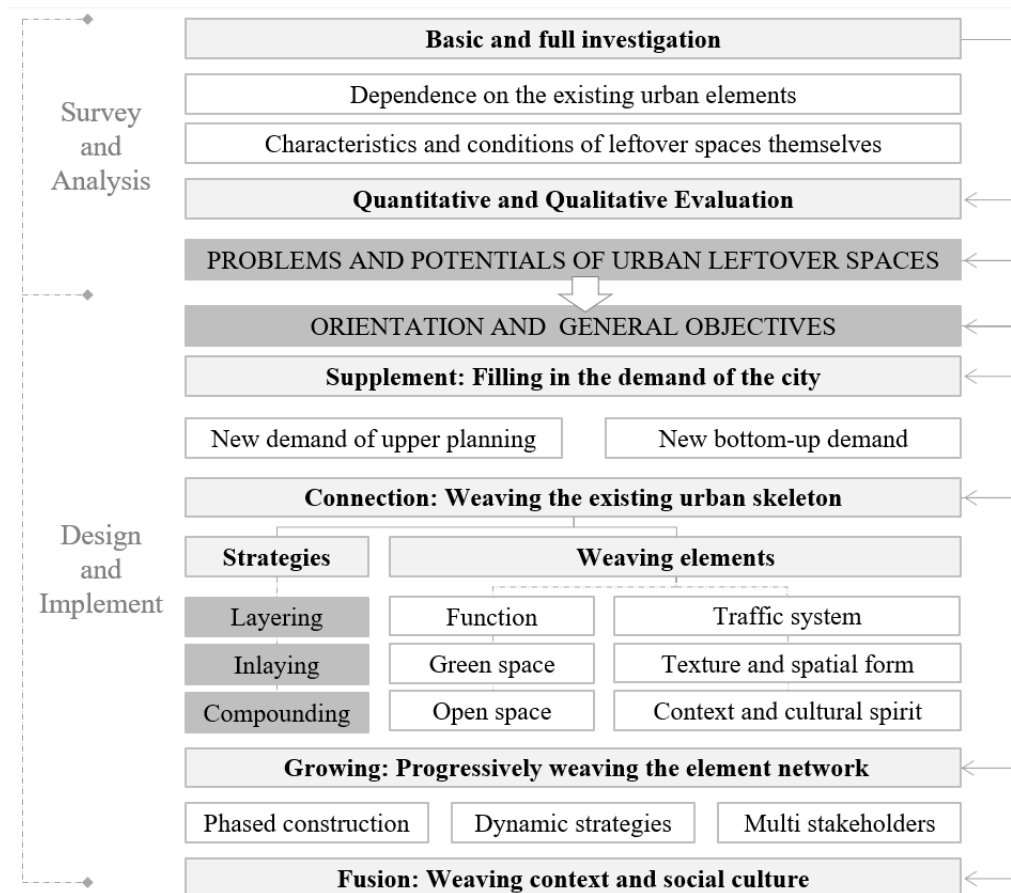 Basic and full investigation
Dependence on the existing urban elements
Characteristics and conditions of leftover spaces themselves
Survey
and
Analysis
Quantitative and Qualitative Evaluation
PROBLEMS AND POTENTIALS OF URBAN LEFTOVER SPACES
ORIENTATION AND GENERAL OBJECTIVES
Supplement: Filling in the demand of the city
New demand of upper planning
New bottom-up demand
Connection: Weaving the existing urban skeleton
Design
and
Implement
Strategies
Weaving elements
Layering
Function
Traffic system
Inlaying
Green space
Texture and spatial form
Compounding
Open space
Context and cultural spirit
Growing: Progressively weaving the element network
Phased construction
Dynamic strategies
Multi stakeholders
Fusion: Weaving context and social culture